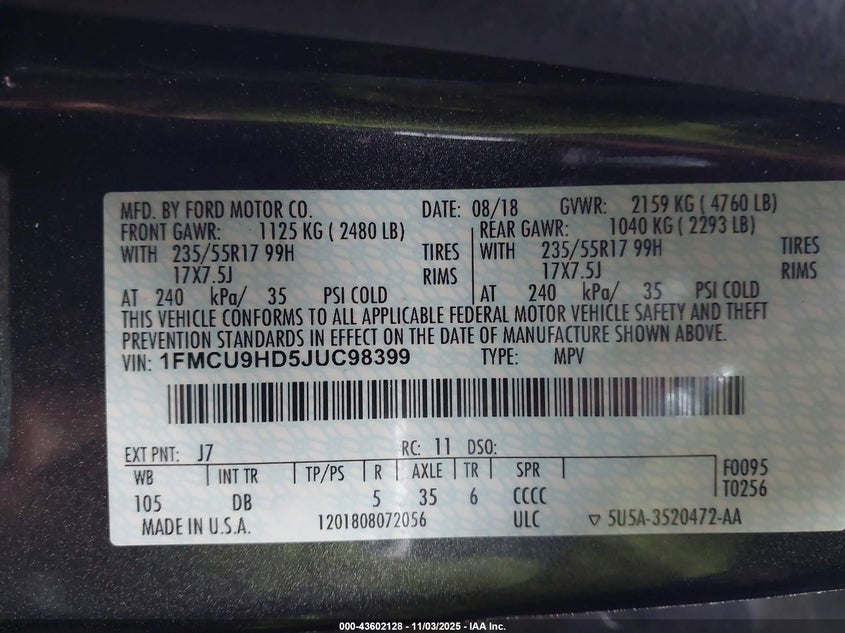 MFD. BY FORD MOTOR CO. DATE: 08/18 GVWR: 2159 KG ( 4760 LB)
FRONT GAWR: 1125 KG ( 2480 LB) REAR GAWR: 1040 KG ( 2293 LB)
WITH 235/55R17 99H TIRES WITH 235/55R17 99H TIRES
17X7.5J RIMS 17X7.5J RIMS
AT 240 kPa/ 35 PSI COLD AT 240 kPa/ 35 PSI COLD
THIS VEHICLE CONFORMS TO ALL APPLICABLE FEDERAL MOTOR VEHICLE SAFETY AND THEFT
PREVENTION STANDARDS IN EFFECT ON THE DATE OF MANUFACTURE SHOWN ABOVE.
VIN: 1FMCU9HD5JUC98399 TYPE: MPV
EXT PNT: J7 RC: 11 DSO:
WB INT TR TP/PS R AXLE TR SPR F0095
105 DB 5 35 6 CCCC T0256
MADE IN U.S.A. 1201808072056 ULC ▽ 5U5A-3520472-AA
000-43602128 - 11/03/2025 - IAA Inc.